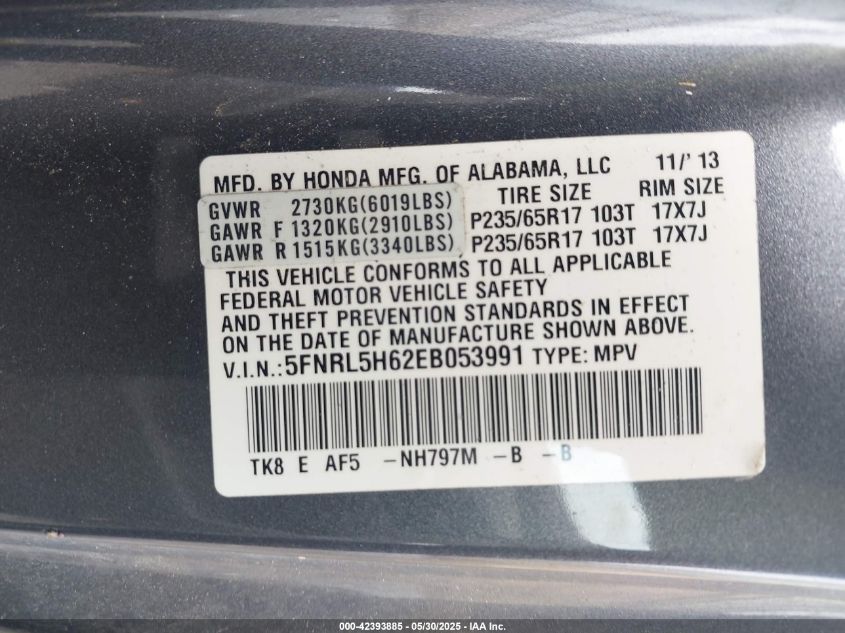 MFD. BY HONDA MFG. OF ALABAMA, LLC 11/' 13
GVWR 2730KG(6019LBS) TIRE SIZE RIM SIZE
GAWR F 1320KG(2910LBS) P235/65R17 103T 17X7J
GAWR R 1515KG(3340LBS) P235/65R17 103T 17X7J
THIS VEHICLE CONFORMS TO ALL APPLICABLE
FEDERAL MOTOR VEHICLE SAFETY
AND THEFT PREVENTION STANDARDS IN EFFECT
ON THE DATE OF MANUFACTURE SHOWN ABOVE.
V.I.N.:5FNRL5H62EB053991 TYPE: MPV
TK8 E AF5 -NH797M -B -B
000-42393885 - 05/30/2025 - IAA Inc.